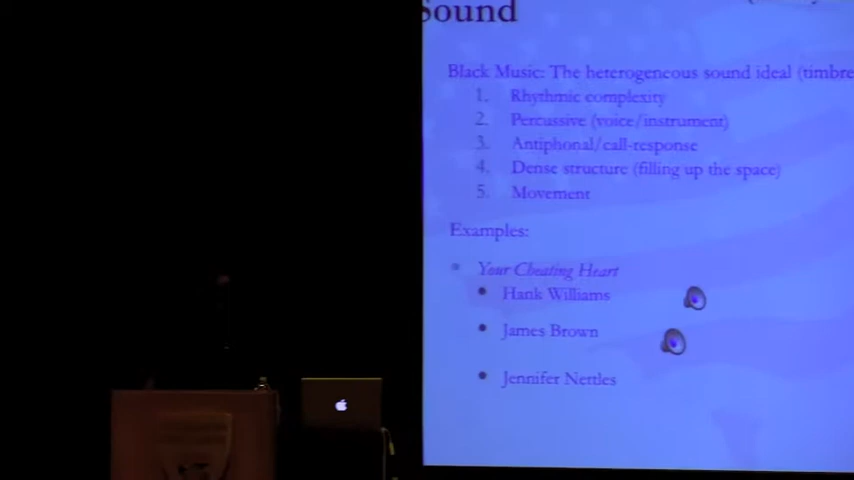 Sound
Black Music: The heterogeneous sound ideal (timbre
1. Rhythmic complexity
2. Percussive (voice/instrument)
3. Antiphonal/call-response
4. Dense structure (filling up the space)
5. Movement
Examples:
Your Cheating Heart
Hank Williams
James Brown
Jennifer Nettles